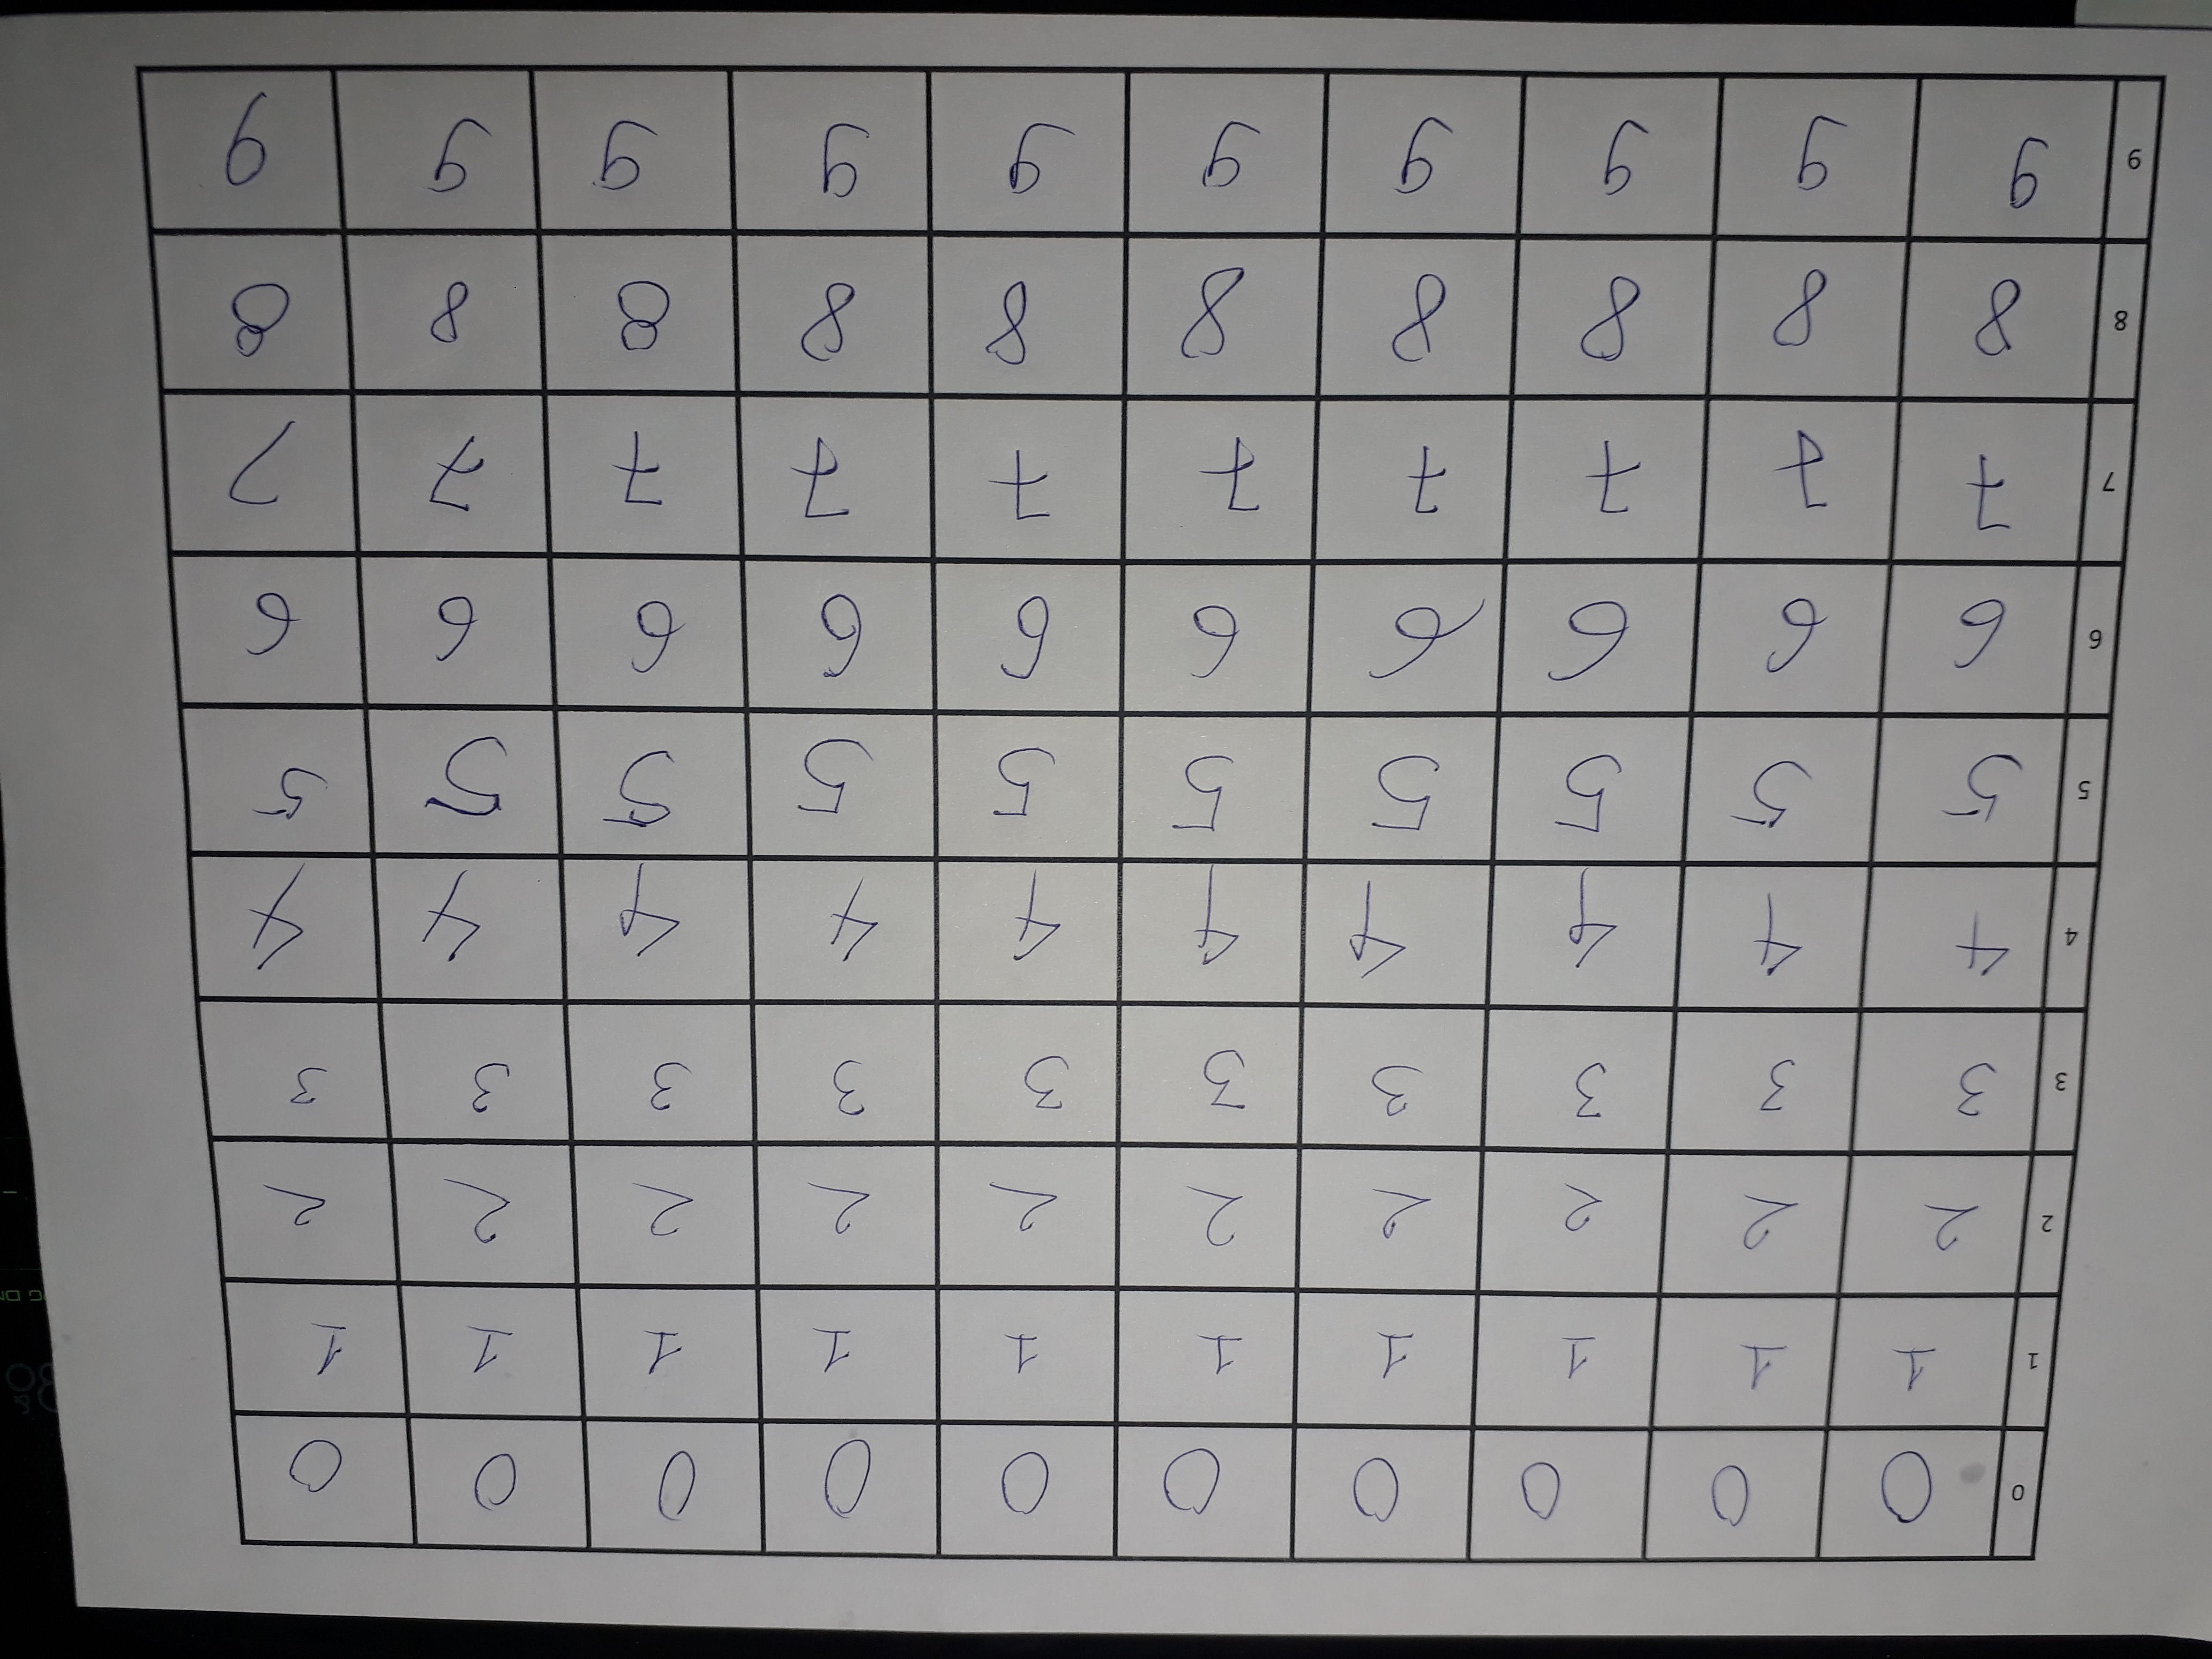 0 0 0 0 0 0 0 0 0 0 0
1 1 1 1 1 1 1 1 1 1 1
2 2 2 2 2 2 2 2 2 2 2
3 3 3 3 3 3 3 3 3 3 3
4 4 4 4 4 4 4 4 4 4 4
5 5 5 5 5 5 5 5 5 5 5
6 6 6 6 6 6 6 6 6 6 6
7 7 7 7 7 7 7 7 7 7 7
8 8 8 8 8 8 8 8 8 8 8
9 9 9 9 9 9 9 9 9 9 9